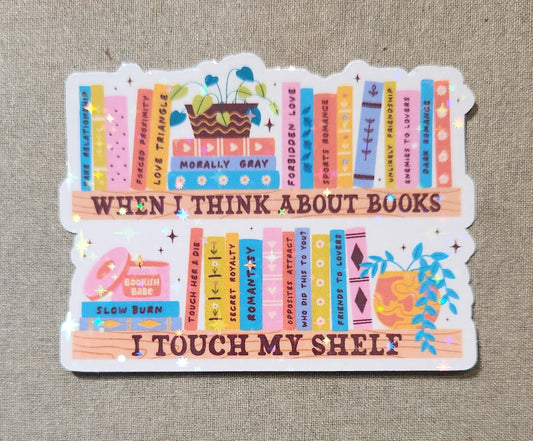 FAKE RELATIONSHIP
FORCED PROXIMITY
LOVE TRIANGLE
MORALLY GRAY
FORBIDDEN LOVE
SPORTS ROMANCE
UNLIKELY FRIENDSHIP
ENEMIES TO LOVERS
DARK ROMANCE
WHEN I THINK ABOUT BOOKS
BOOKISH
BABE
SLOW BURN
TOUCH HER & DIE
SECRET ROYALTY
ROMANTASY
OPPOSITES ATTRACT
WHO DID THIS TO YOU?
FRIENDS TO LOVERS
I TOUCH MY SHELF